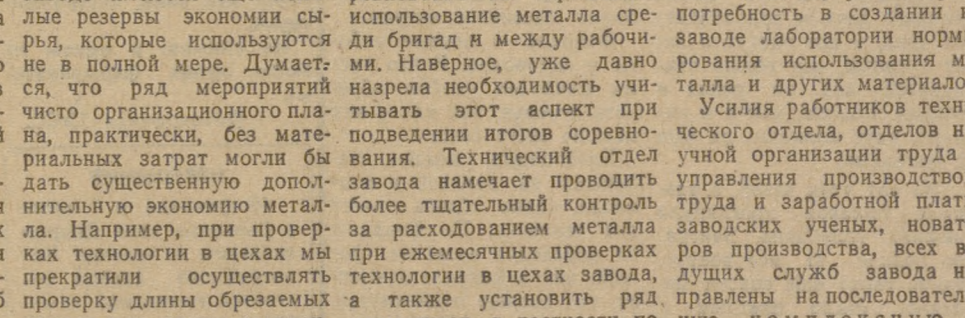 лые резервы экономии сы-
рья, которые используются
не в полной мере. Думает-
ся, что ряд мероприятий
чисто организационного пла-
на, практически, без мате-
риальных затрат могли бы
дать существенную допол-
нительную экономию метал-
ла. Например, при провер-
ках технологии в цехах мы
прекратили осуществлять
проверку длины обрезаемых
использование металла сре-
ди бригад и между рабочи-
ми. Наверное, уже давно
назрела необходимость учи-
тывать этот аспект при
подведении итогов соревно-
вания. Технический отдел
завода намечает проводить
более тщательный контроль
за расходованием металла
при ежемесячных проверках
технологии в цехах завода,
а также установить ряд
потребность в создании
заводе лаборатории норм
рования использования м
талла и других материало
Усилия работников техн
ческого отдела, отделов н
учной организации труда
управления производство
труда и заработной плат
заводских ученых, новат
ров производства, всех в
дущих служб завода н
правлены на последовател